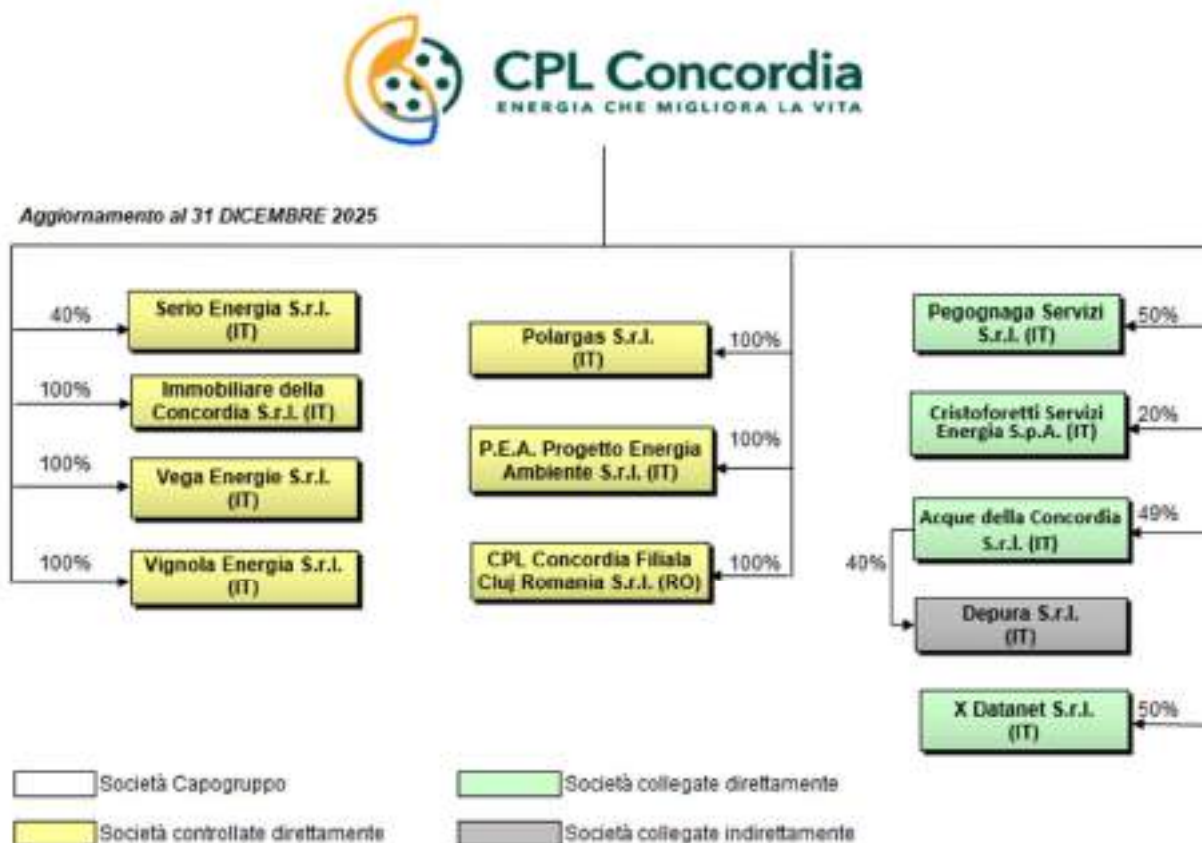 CPL Concordia
ENERGIA CHE MIGLIORA LA VITA
Aggiornamento al 31 DICEMBRE 2025
40%
Serio Energia S.r.l.
(IT)
100%
Immobiliare della
Concordia S.r.l. (IT)
100%
Vega Energie S.r.l.
(IT)
100%
Vignola Energia S.r.l.
(IT)
Polargas S.r.l.
(IT)
100%
P.E.A. Progetto Energia
Ambiente S.r.l. (IT)
100%
CPL Concordia Filiala
Cluj Romania S.r.l. (RO)
100%
Pegognaga Servizi
S.r.l. (IT)
50%
Cristoforetti Servizi
Energia S.p.A. (IT)
20%
Acque della Concordia
S.r.l. (IT)
49%
40%
Depura S.r.l.
(IT)
X Datanet S.r.l.
(IT)
50%
Società Capogruppo
Società controllate direttamente
Società collegate direttamente
Società collegate indirettamente